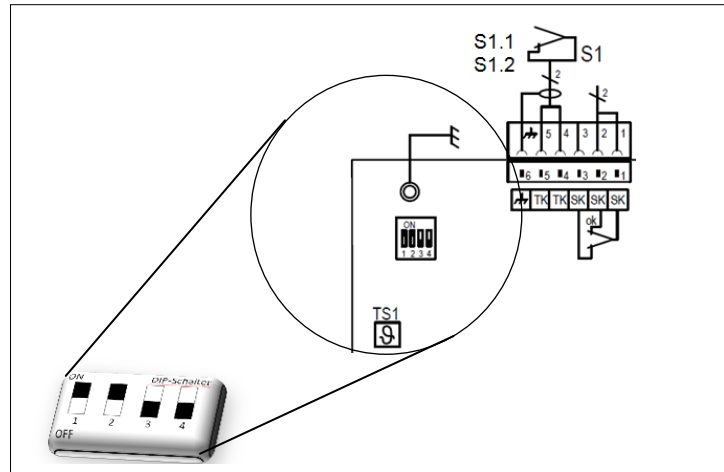 S1.1
S1.2
S1
2
2
5 4 3 2 1
6 5 4 3 2 1
TK TK SK SK SK
ok
ON
1 2 3 4
TS1
ϑ
ON DIP-Schalter
1 2 3 4
OFF